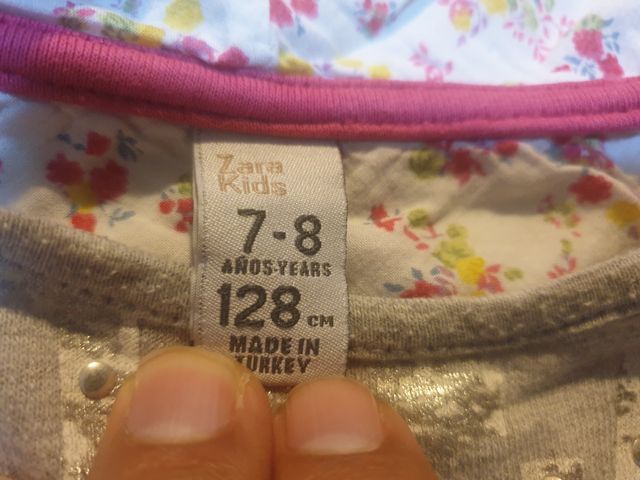 Zara
Kids
7-8
AÑOS-YEARS
128 CM
MADE IN
TURKEY